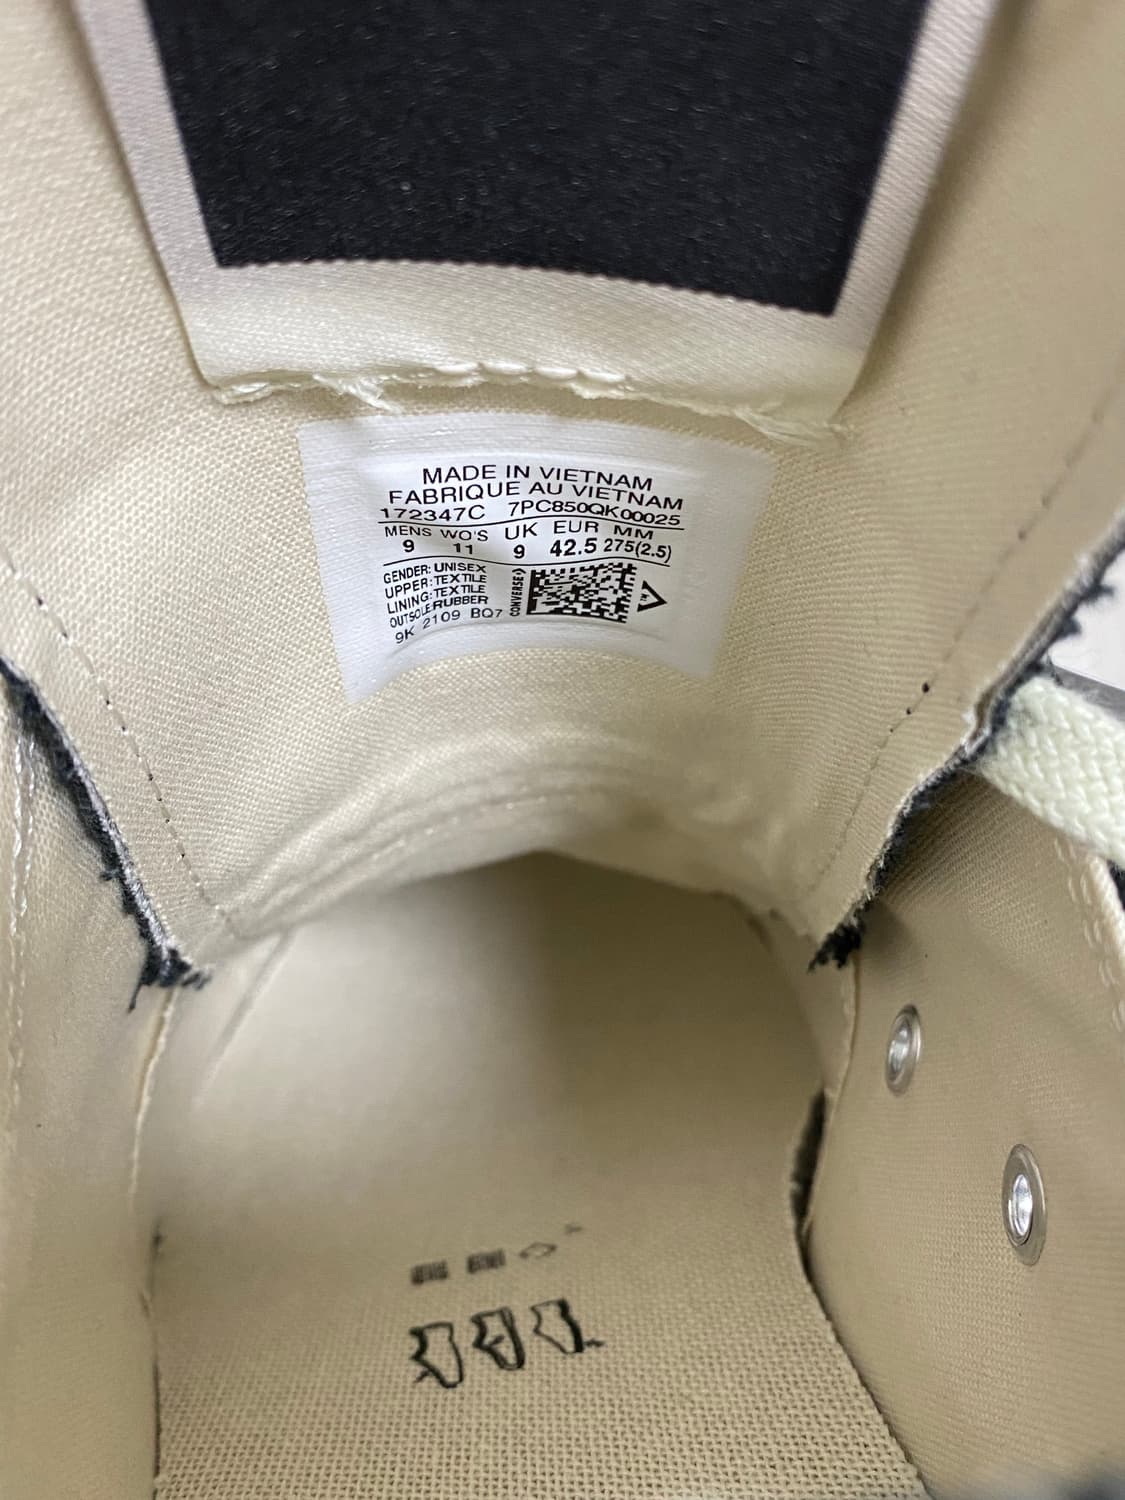 MADE IN VIETNAM
FABRIQUE AU VIETNAM
172347C 7PC850QK00025
MENS WO'S UK EUR MM
9 11 9 42.5 275(2.5)
GENDER: UNISEX
UPPER: TEXTILE
LINING: TEXTILE
OUTSOLE: RUBBER
9K 2109 BQ7
CONVERSE